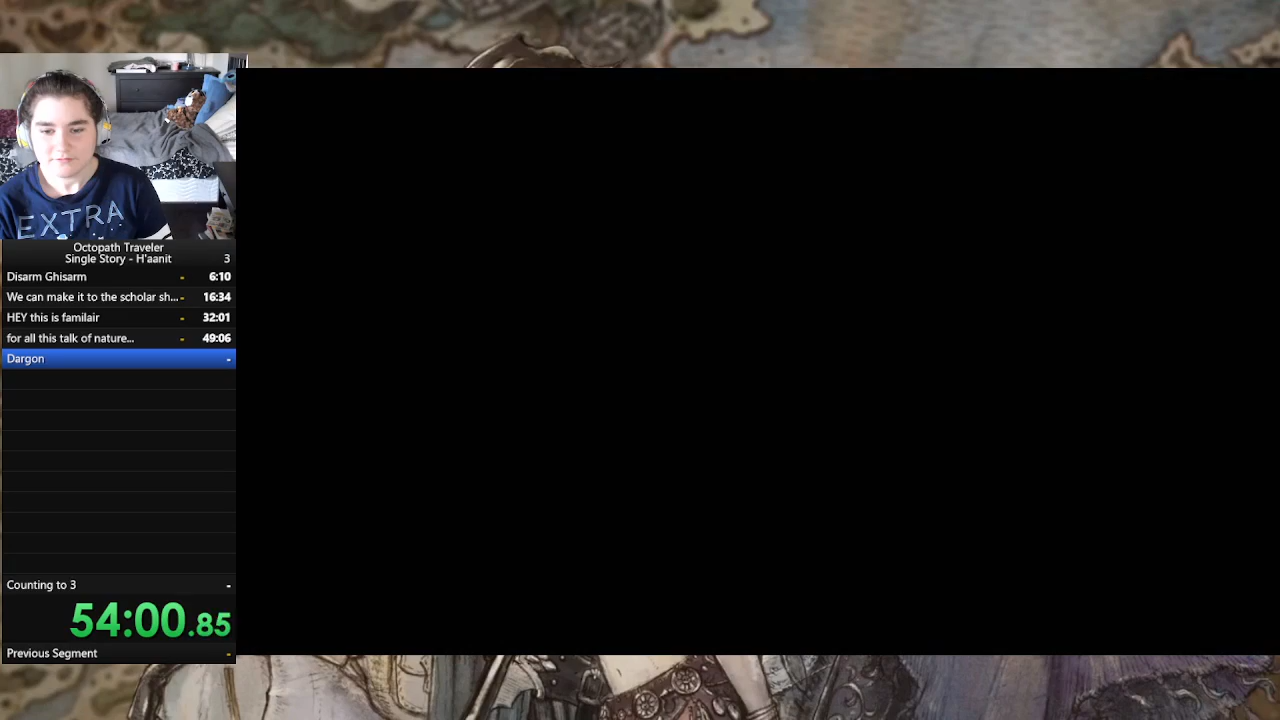 EXTRA
Octopath Traveler
Single Story - H'aanit 3
Disarm Ghisarm - 6:10
We can make it to the scholar sh... - 16:34
HEY this is familair - 32:01
for all this talk of nature... - 49:06
Dargon -
Counting to 3 -
54:00.85
Previous Segment -